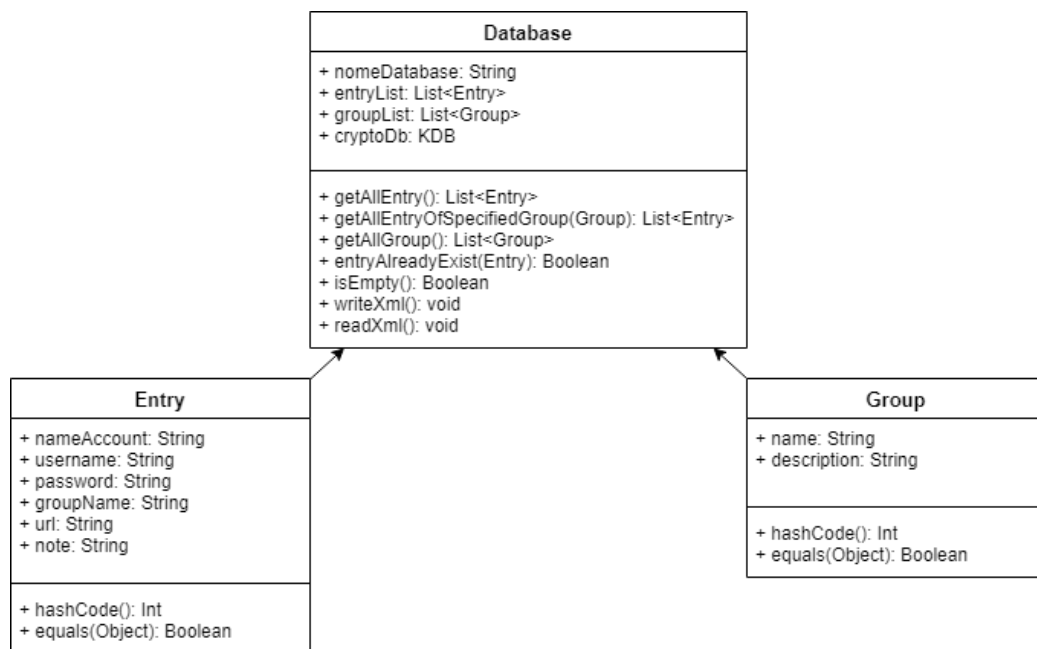 Database
+ nomeDatabase: String
+ entryList: List<Entry>
+ groupList: List<Group>
+ cryptoDb: KDB
+ getAllEntry(): List<Entry>
+ getAllEntryOfSpecifiedGroup(Group): List<Entry>
+ getAllGroup(): List<Group>
+ entryAlreadyExist(Entry): Boolean
+ isEmpty(): Boolean
+ writeXml(): void
+ readXml(): void
Entry
+ nameAccount: String
+ username: String
+ password: String
+ groupName: String
+ url: String
+ note: String
+ hashCode(): Int
+ equals(Object): Boolean
Group
+ name: String
+ description: String
+ hashCode(): Int
+ equals(Object): Boolean